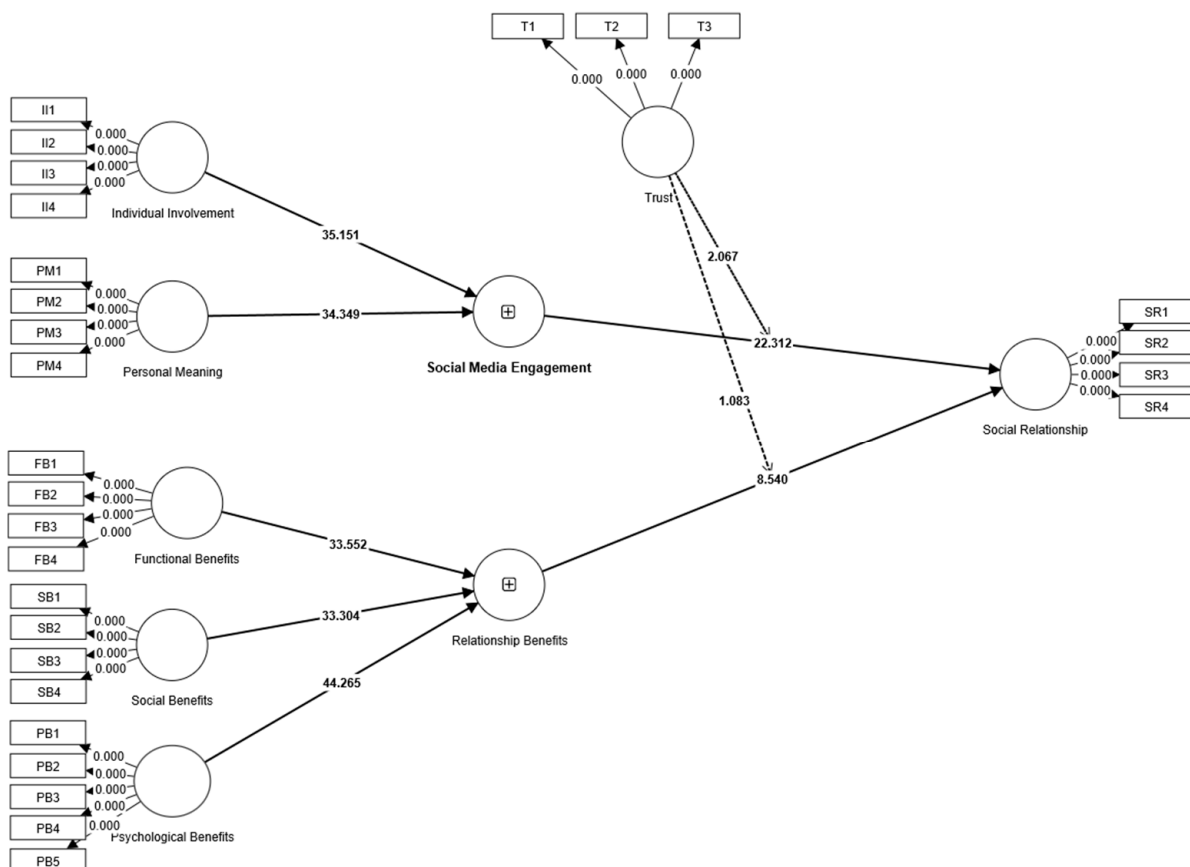 T1
T2
T3
0.000
0.000
0.000
Trust
II1
II2
II3
II4
0.000
0.000
0.000
0.000
Individual Involvement
35.151
2.067
PM1
PM2
PM3
PM4
0.000
0.000
0.000
0.000
Personal Meaning
34.349
Social Media Engagement
22.312
1.083
SR1
SR2
SR3
SR4
0.000
0.000
0.000
0.000
Social Relationship
FB1
FB2
FB3
FB4
0.000
0.000
0.000
0.000
Functional Benefits
33.552
8.540
SB1
SB2
SB3
SB4
0.000
0.000
0.000
0.000
Social Benefits
33.304
Relationship Benefits
44.265
PB1
PB2
PB3
PB4
PB5
0.000
0.000
0.000
0.000
0.000
Psychological Benefits